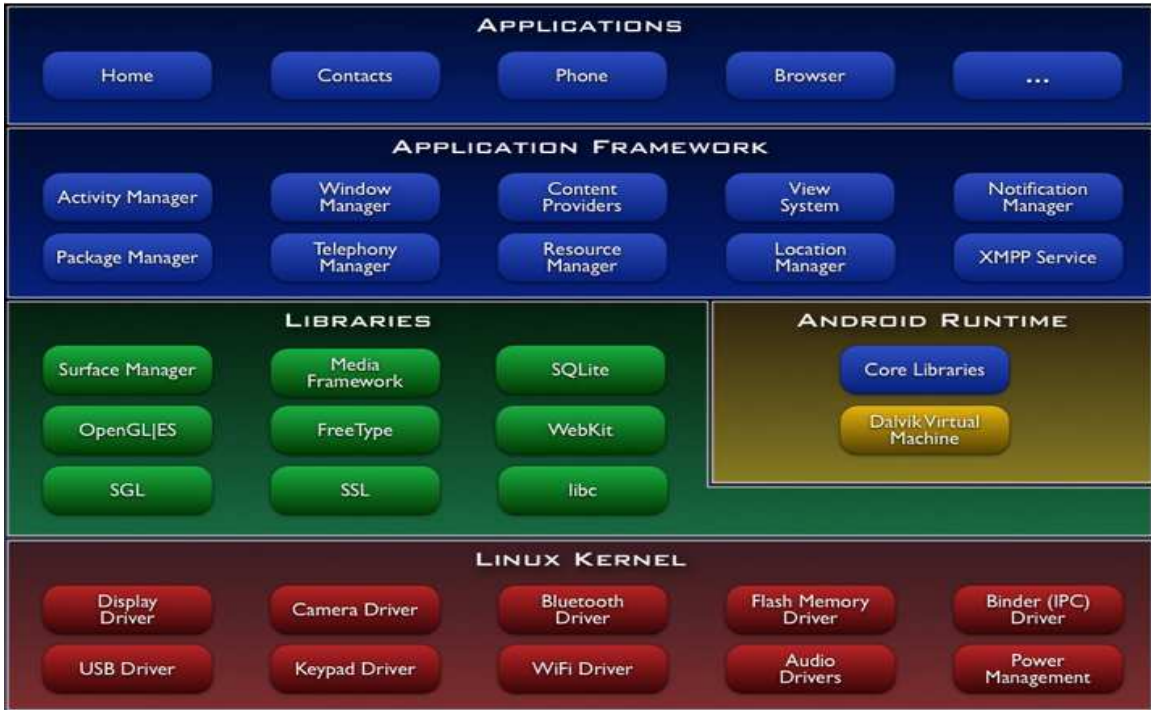 APPLICATIONS
Home
Contacts
Phone
Browser
...
APPLICATION FRAMEWORK
Activity Manager
Window
Manager
Content
Providers
View
System
Notification
Manager
Package Manager
Telephony
Manager
Resource
Manager
Location
Manager
XMPP Service
LIBRARIES
Surface Manager
Media
Framework
SQLite
OpenGL|ES
FreeType
WebKit
SGL
SSL
libc
ANDROID RUNTIME
Core Libraries
Dalvik Virtual
Machine
LINUX KERNEL
Display
Driver
Camera Driver
Bluetooth
Driver
Flash Memory
Driver
Binder (IPC)
Driver
USB Driver
Keypad Driver
WiFi Driver
Audio
Drivers
Power
Management